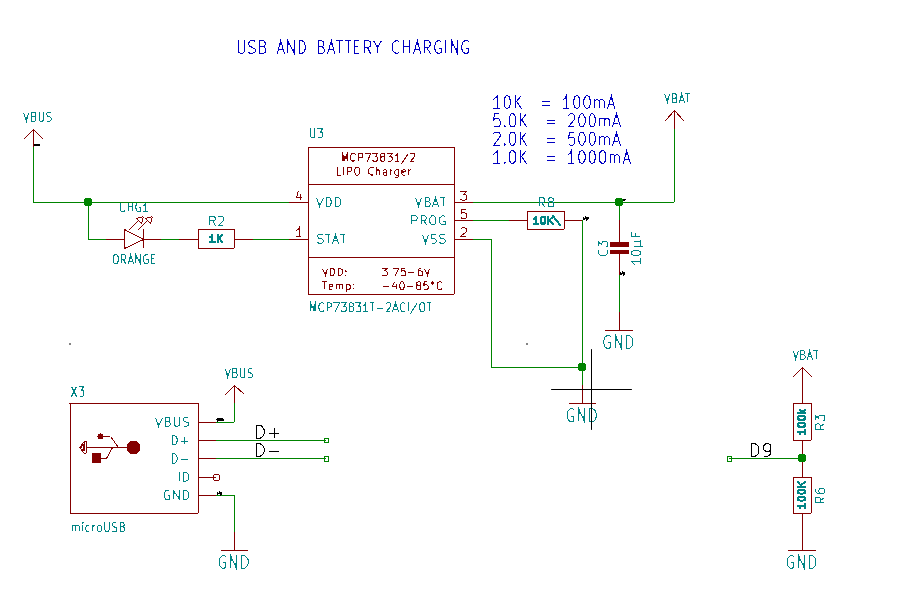 USB AND BATTERY CHARGING
10K = 100mA
5.0K = 200mA
2.0K = 500mA
1.0K = 1000mA
VBAT
VBUS
U3
MCP73831/2
LIPO Charger
4
VDD
VBAT
3
PROG
5
STAT
1
VSS
2
VDD: 3.75-6V
Temp: -40-85°C
MCP73831T-2ACI/OT
CHG1
ORANGE
R2
1K
R8
10K\
C3
10µF
GND
GND
X3
VBUS
VBUS
D+
D-
ID
GND
D+
D-
microUSB
GND
VBAT
100k
R3
D9
100K
R6
GND